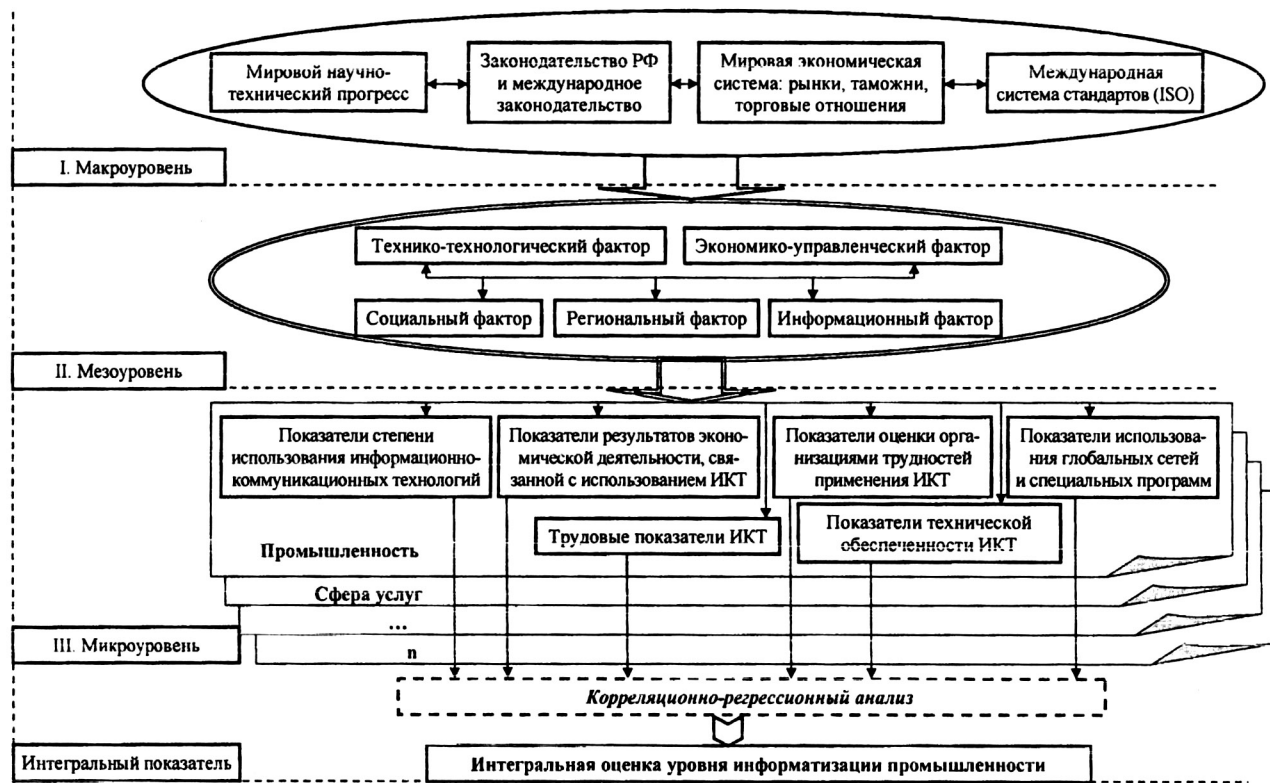 Мировой научно-
технический прогресс
Законодательство РФ
и международное
законодательство
Мировая экономическая
система: рынки, таможни,
торговые отношения
Международная
система стандартов (ISO)
I. Макроуровень
Технико-технологический фактор
Экономико-управленческий фактор
Социальный фактор
Региональный фактор
Информационный фактор
II. Мезоуровень
Показатели степени
использования информационно-
коммуникационных технологий
Показатели результатов эконо-
мической деятельности, свя-
занной с использованием ИКТ
Показатели оценки орга-
низациями трудностей
применения ИКТ
Показатели использова-
ния глобальных сетей
и специальных программ
Трудовые показатели ИКТ
Показатели технической
обеспеченности ИКТ
Промышленность
Сфера услуг
...
III. Микроуровень
n
Корреляционно-регрессионный анализ
Интегральный показатель
Интегральная оценка уровня информатизации промышленности